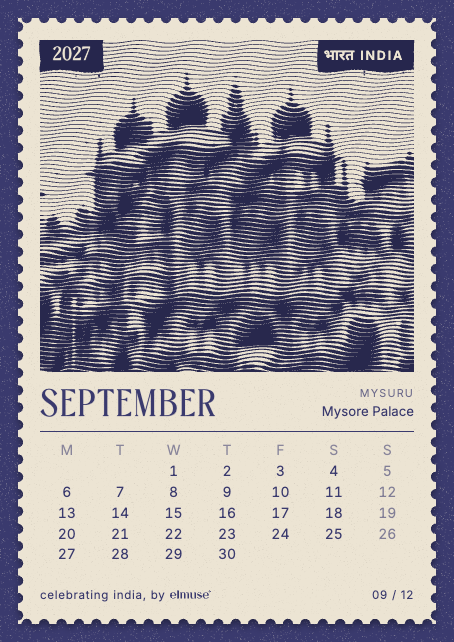 2027
भारत INDIA
SEPTEMBER
MYSURU
Mysore Palace
M T W T F S S
1 2 3 4 5
6 7 8 9 10 11 12
13 14 15 16 17 18 19
20 21 22 23 24 25 26
27 28 29 30
celebrating india, by elmuse
09 / 12